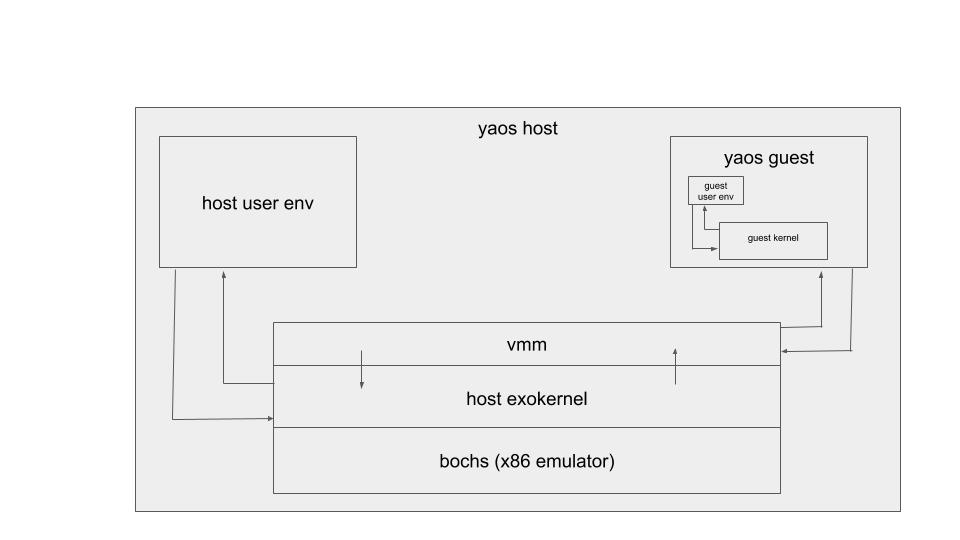 yaos host
host user env
yaos guest
guest
user env
guest kernel
vmm
host exokernel
bochs (x86 emulator)